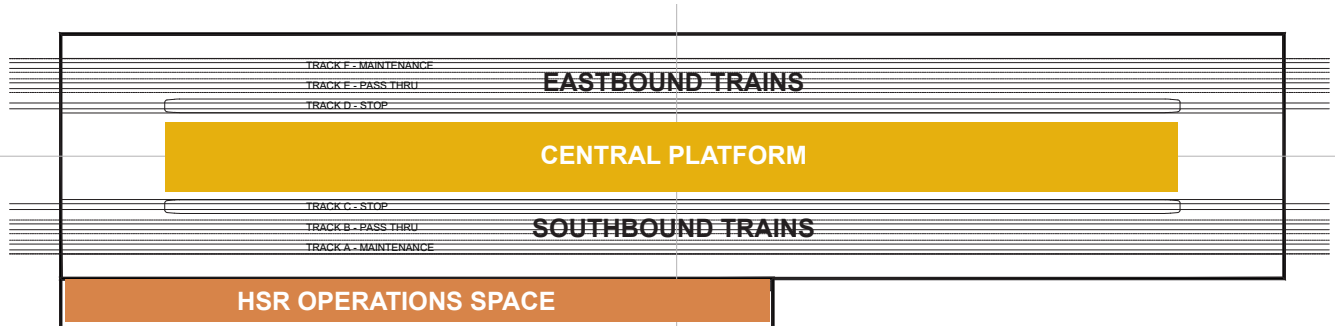 TRACK F - MAINTENANCE
TRACK E - PASS THRU
EASTBOUND TRAINS
TRACK D - STOP
CENTRAL PLATFORM
TRACK C - STOP
TRACK B - PASS THRU
SOUTHBOUND TRAINS
TRACK A - MAINTENANCE
HSR OPERATIONS SPACE